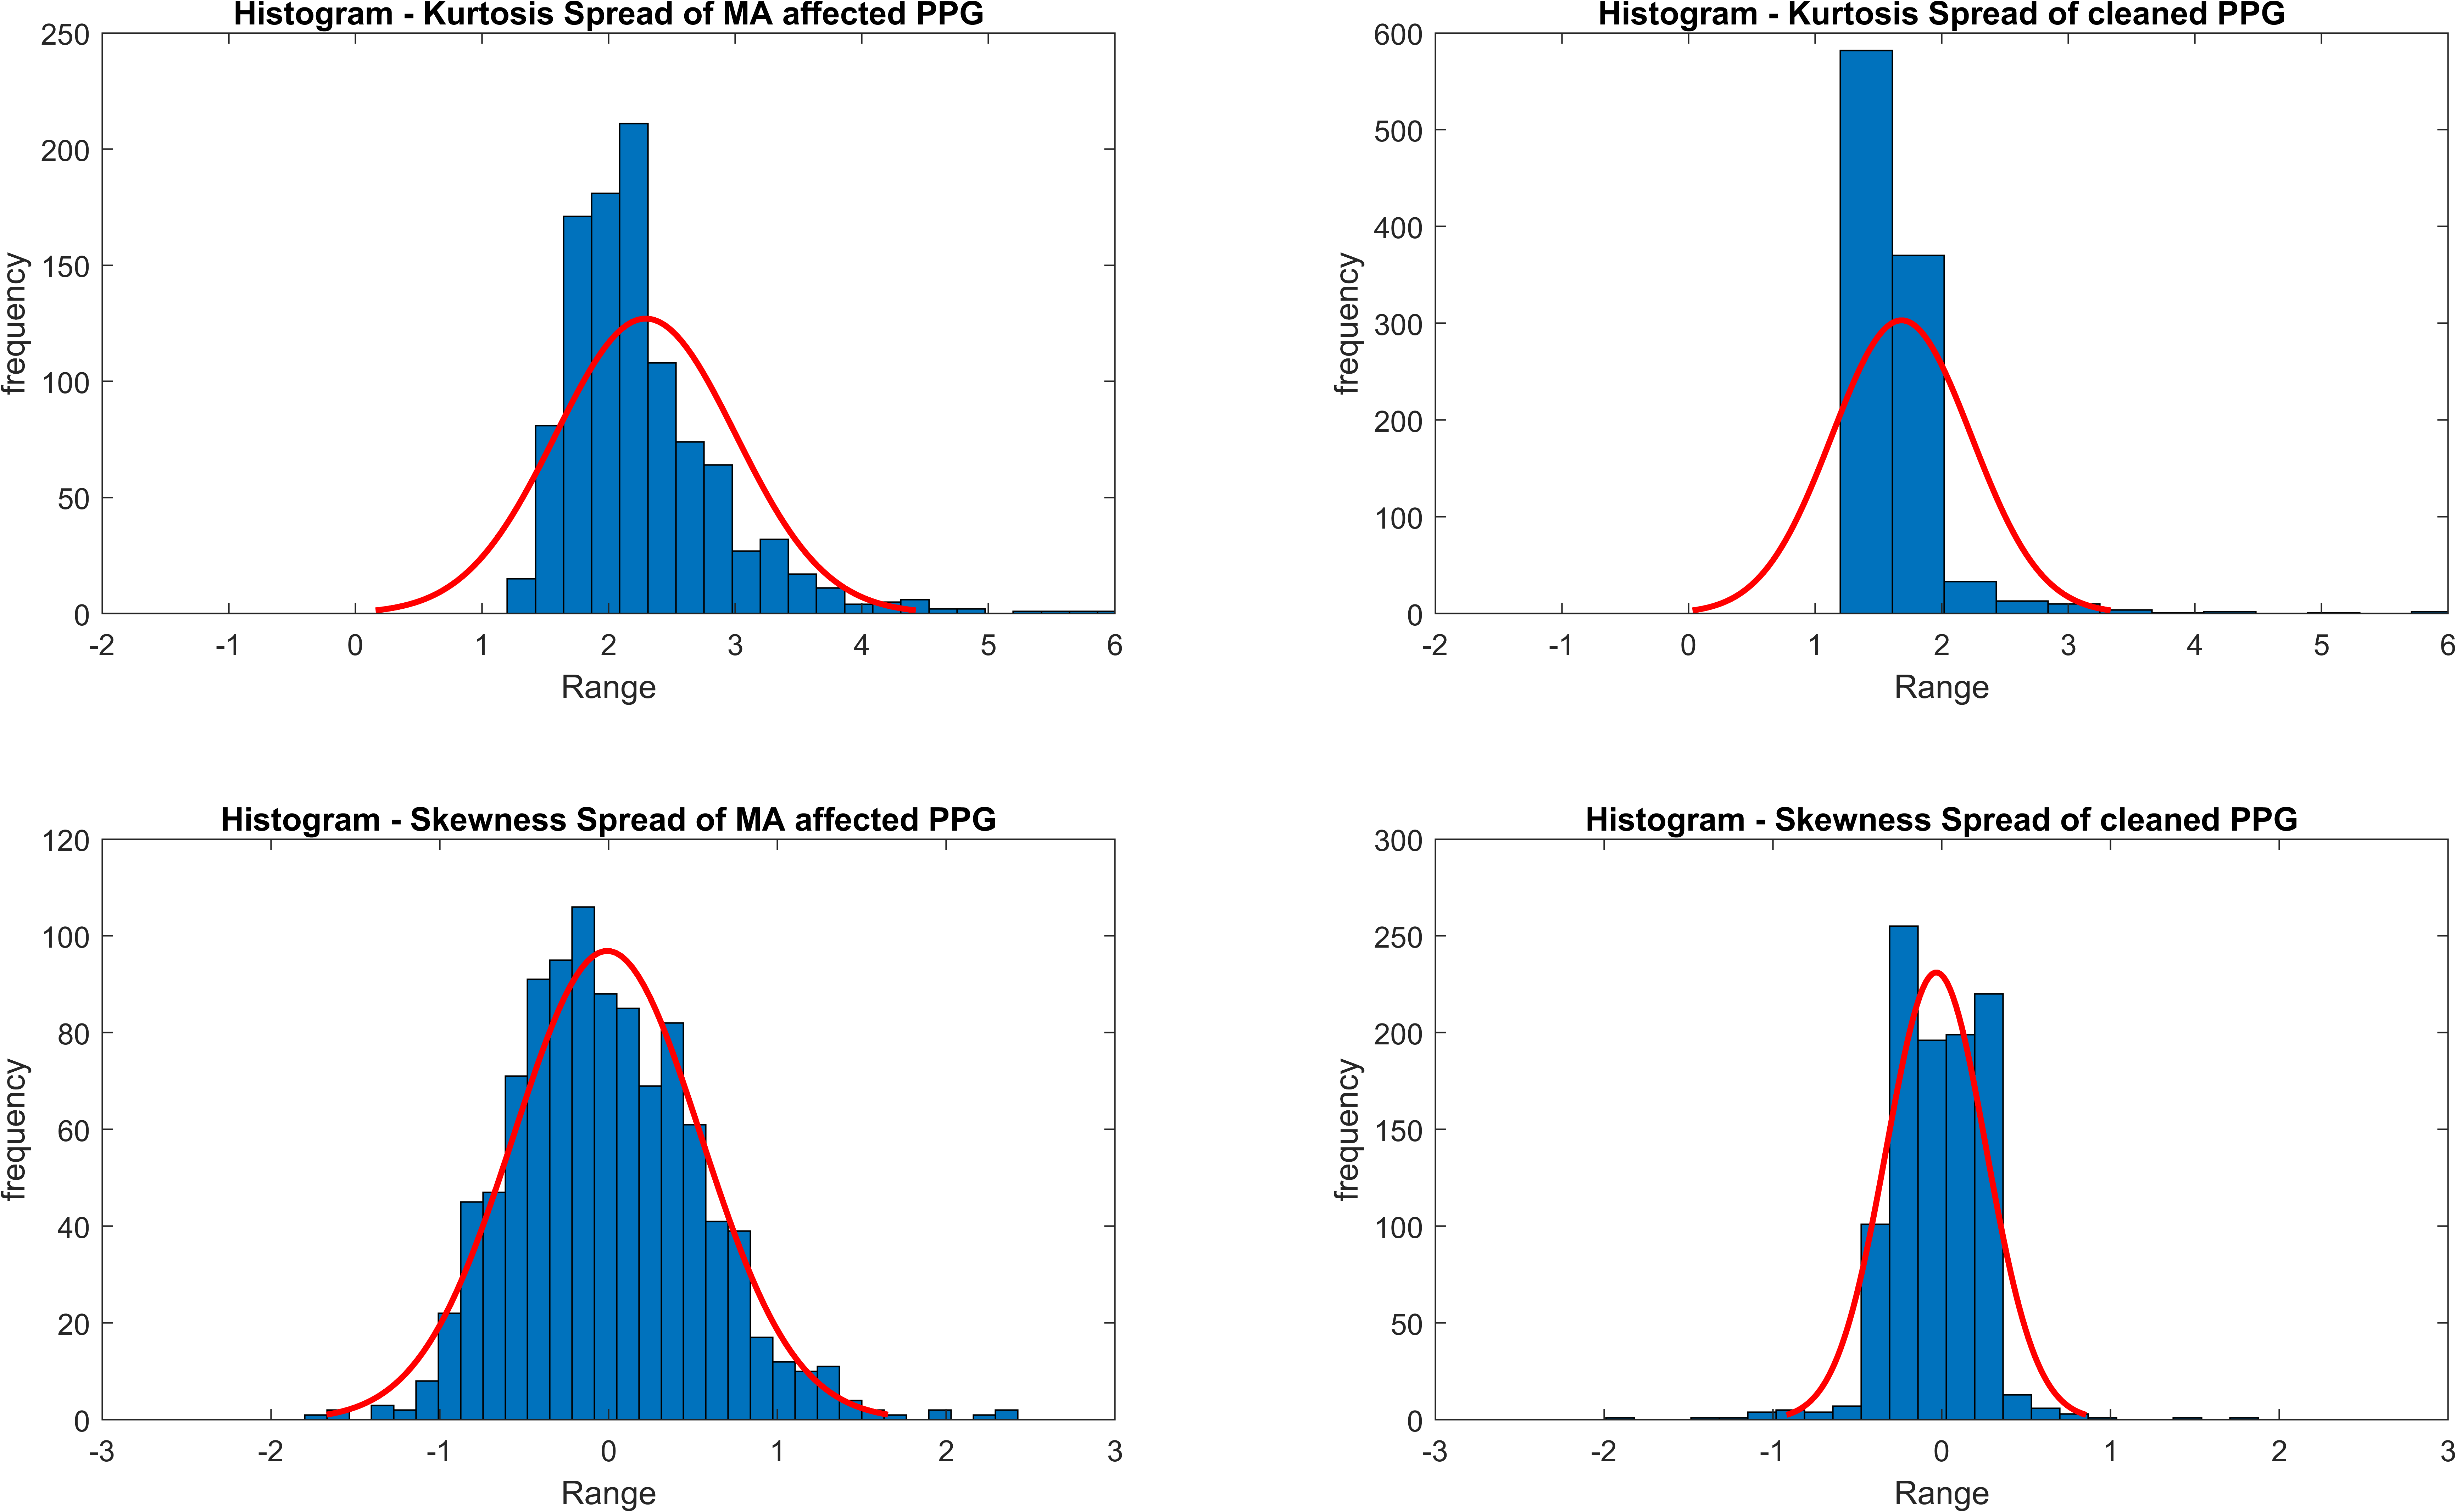 Histogram - Kurtosis Spread of MA affected PPG
250
200
150
100
50
0
frequency
-2 -1 0 1 2 3 4 5 6
Range
Histogram - Kurtosis Spread of cleaned PPG
600
500
400
300
200
100
0
frequency
-2 -1 0 1 2 3 4 5 6
Range
Histogram - Skewness Spread of MA affected PPG
120
100
80
60
40
20
0
frequency
-3 -2 -1 0 1 2 3
Range
Histogram - Skewness Spread of cleaned PPG
300
250
200
150
100
50
0
frequency
-3 -2 -1 0 1 2 3
Range